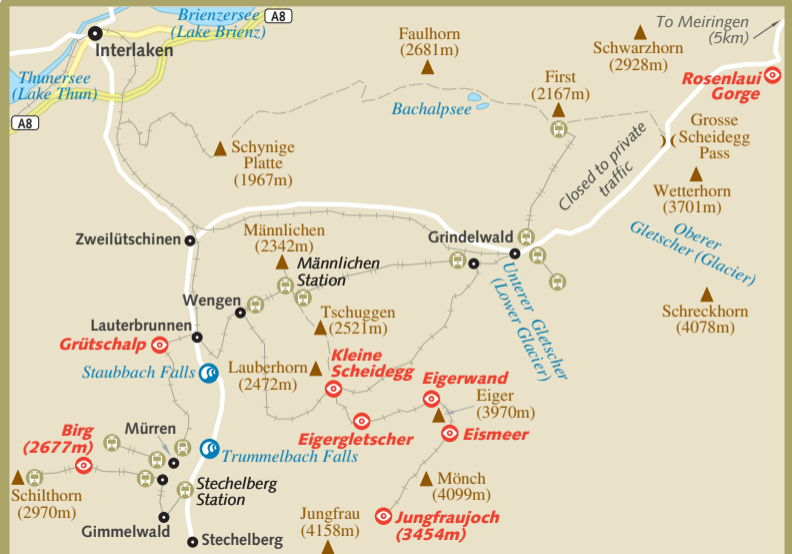 Brienzersee
(Lake Brienz)
A8
To Meiringen
(5km)
Interlaken
Faulhorn
(2681m)
Schwarzhorn
(2928m)
Thunersee
(Lake Thun)
First
(2167m)
Rosenlaui
Gorge
Bachalpsee
A8
Grosse
Scheidegg
Pass
Schynige
Platte
(1967m)
Closed to private
traffic
Wetterhorn
(3701m)
Zweilütschinen
Männlichen
(2342m)
Grindelwald
Oberer
Gletscher (Glacier)
Männlichen
Station
Unterer Gletscher
(Lower Glacier)
Wengen
Tschuggen
(2521m)
Schreckhorn
(4078m)
Lauterbrunnen
Grütschalp
Kleine
Scheidegg
Staubbach Falls
Lauberhorn
(2472m)
Eigerwand
Eiger
(3970m)
Birg
(2677m)
Mürren
Eigergletscher
Eismeer
Trummelbach Falls
Schilthorn
(2970m)
Stechelberg
Station
Mönch
(4099m)
Gimmelwald
Jungfrau
(4158m)
Jungfraujoch
(3454m)
Stechelberg